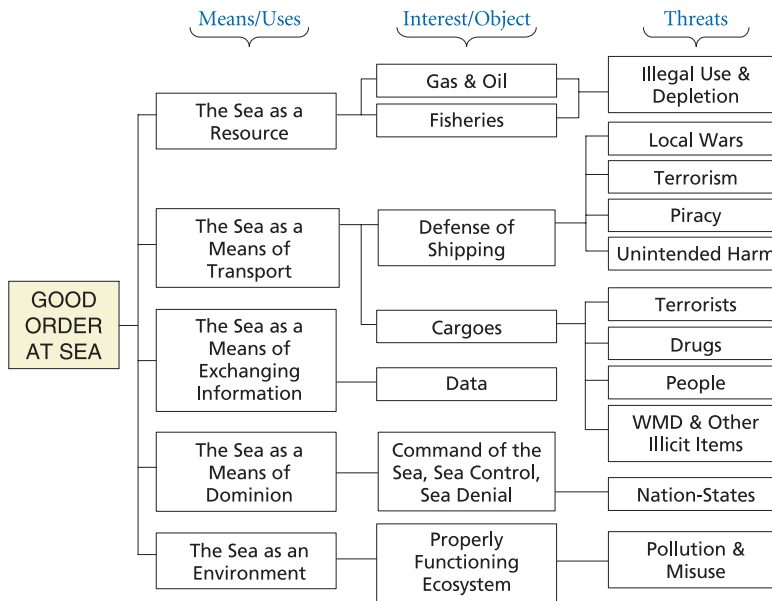 Means/Uses
Interest/Object
Threats
GOOD
ORDER
AT SEA
The Sea as a
Resource
Gas & Oil
Fisheries
Illegal Use &
Depletion
The Sea as a
Means of
Transport
Defense of
Shipping
Local Wars
Terrorism
Piracy
Unintended Harm
Cargoes
Terrorists
Drugs
People
WMD & Other
Illicit Items
The Sea as a
Means of
Exchanging
Information
Data
The Sea as a
Means of
Dominion
Command of the
Sea, Sea Control,
Sea Denial
Nation-States
The Sea as an
Environment
Properly
Functioning
Ecosystem
Pollution &
Misuse